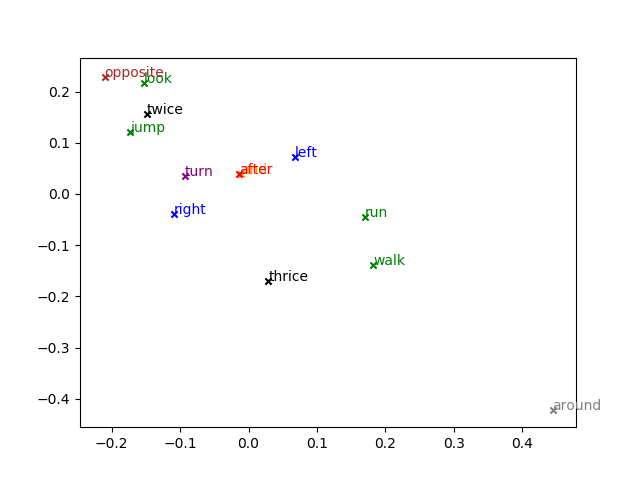 opposite
look
twice
jump
left
after
turn
right
run
walk
thrice
around
0.2
0.1
0.0
−0.1
−0.2
−0.3
−0.4
−0.2
−0.1
0.0
0.1
0.2
0.3
0.4